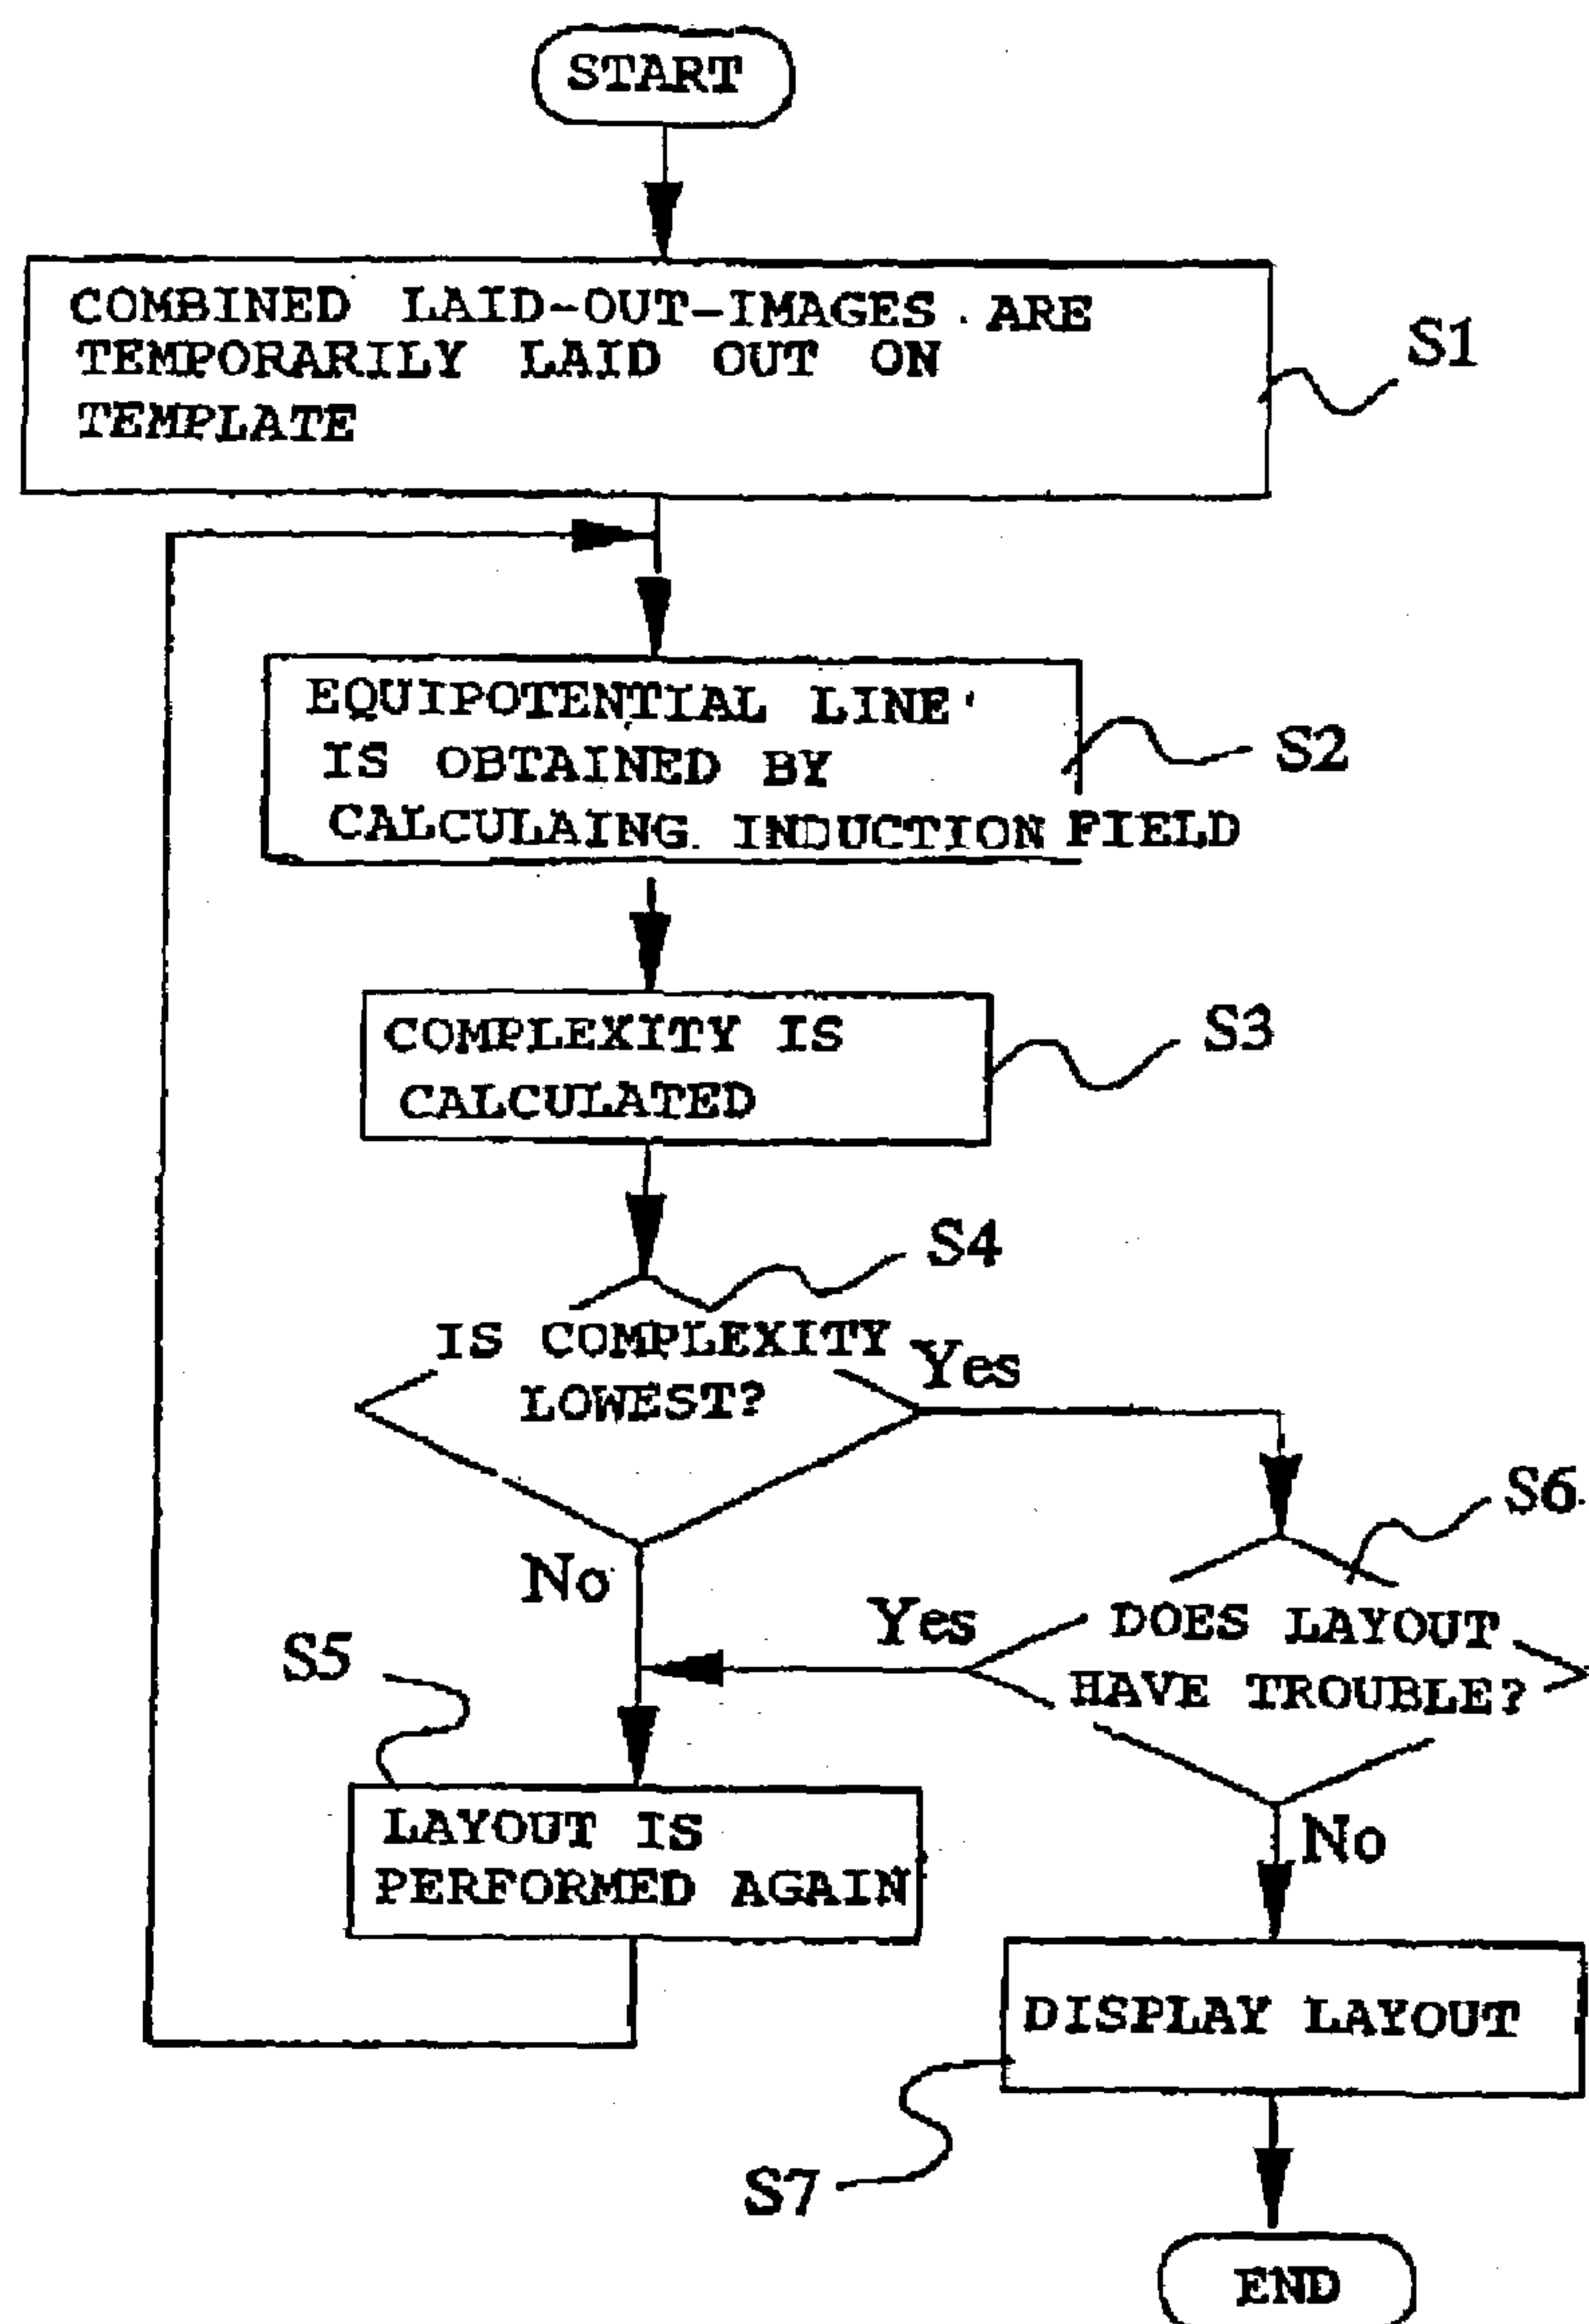 START
COMBINED LAID-OUT-IMAGES ARE
TEMPORARILY LAID OUT ON
TEMPLATE
S1
EQUIPOTENTIAL LINE
IS OBTAINED BY
CALCULAING INDUCTION FIELD
S2
COMPLEXITY IS
CALCULATED
S3
S4
IS COMPLEXITY
LOWEST?
Yes
No
S6
DOES LAYOUT
HAVE TROUBLE?
Yes
No
S5
LAYOUT IS
PERFORMED AGAIN
DISPLAY LAYOUT
S7
END